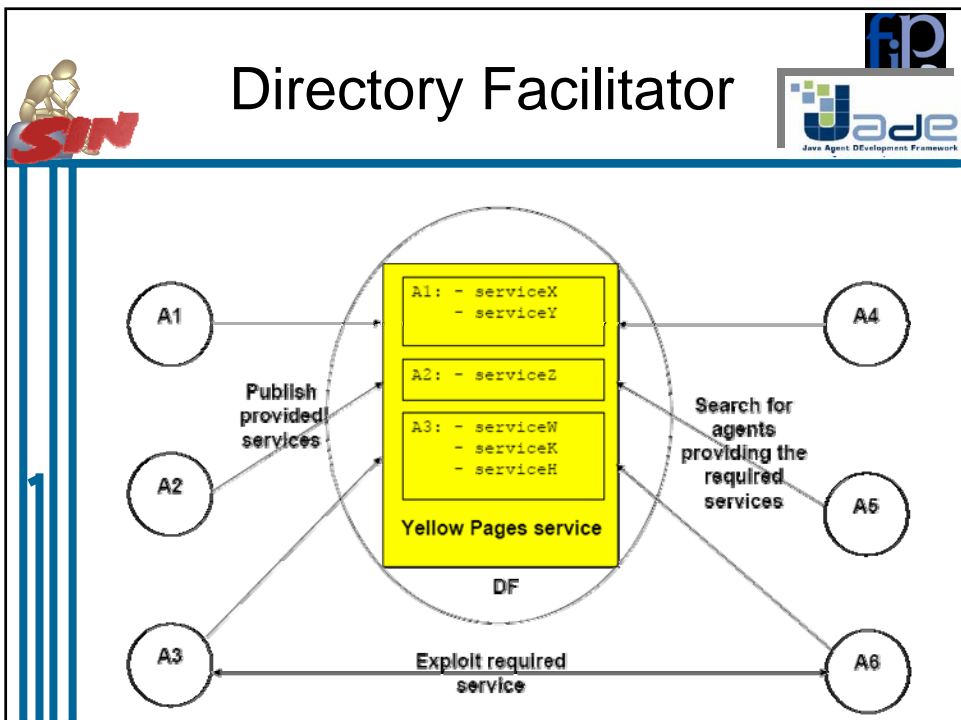 Directory Facilitator
SIN
Jade
Java Agent DEvelopment Framework
A1
A2
A3
Publish
provided
services
A1: - serviceX
- serviceY
A2: - serviceZ
A3: - serviceW
- serviceK
- serviceH
Yellow Pages service
DF
Exploit required
service
Search for
agents
providing the
required
services
A4
A5
A6
1